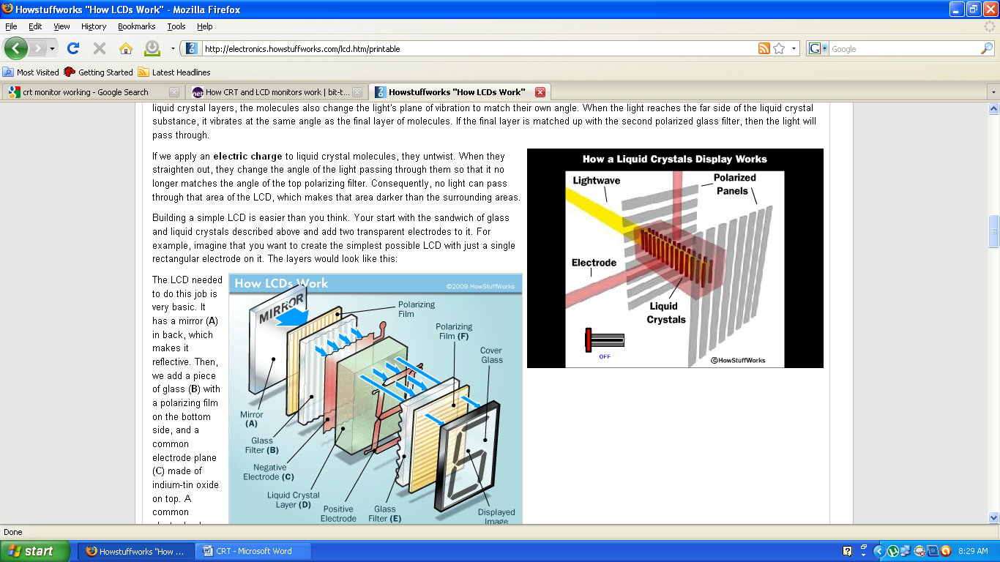 Howstuffworks "How LCDs Work" - Mozilla Firefox
File Edit View History Bookmarks Tools Help
http://electronics.howstuffworks.com/lcd.htm/printable
Google
Most Visited Getting Started Latest Headlines
crt monitor working - Google Search
How CRT and LCD monitors work | bit-t...
Howstuffworks "How LCDs Work"
liquid crystal layers, the molecules also change the light's plane of vibration to match their own angle. When the light reaches the far side of the liquid crystal
substance, it vibrates at the same angle as the final layer of molecules. If the final layer is matched up with the second polarized glass filter, then the light will
pass through.
If we apply an electric charge to liquid crystal molecules, they untwist. When they
straighten out, they change the angle of the light passing through them so that it no
longer matches the angle of the top polarizing filter. Consequently, no light can pass
through that area of the LCD, which makes that area darker than the surrounding areas.
Building a simple LCD is easier than you think. Your start with the sandwich of glass
and liquid crystals described above and add two transparent electrodes to it. For
example, imagine that you want to create the simplest possible LCD with just a single
rectangular electrode on it. The layers would look like this:
How a Liquid Crystals Display Works
Lightwave
Polarized
Panels
Electrode
Liquid
Crystals
OFF
©HowStuffWorks
The LCD needed
to do this job is
very basic. It
has a mirror (A)
in back, which
makes it
reflective. Then,
we add a piece
of glass (B) with
a polarizing film
on the bottom
side, and a
common
electrode plane
(C) made of
indium-tin oxide
on top. A
common
How LCDs Work
©2009 HowStuffWorks
MIRROR
Polarizing
Film
Polarizing
Film (F)
Cover
Glass
Mirror
(A)
Glass
Filter (B)
Negative
Electrode (C)
Liquid Crystal
Layer (D)
Positive
Electrode
Glass
Filter (E)
Displayed
Image
Done
start
Howstuffworks "How ...
CRT - Microsoft Word
8:29 AM